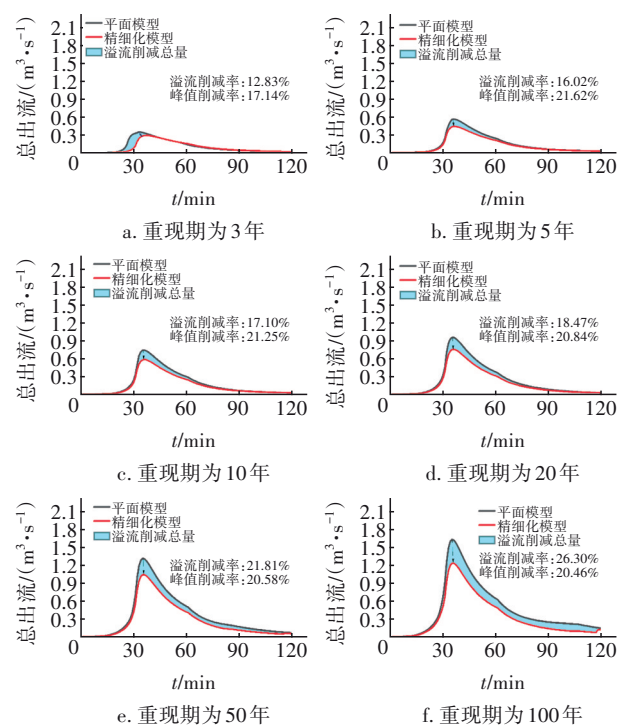 总出流/(m³·s⁻¹)
2.1
1.8
1.5
1.2
0.9
0.6
0.3
0 30 60 90 120
平面模型
精细化模型
溢流削减总量
溢流削减率:12.83%
峰值削减率:17.14%
t/min
a. 重现期为3年
总出流/(m³·s⁻¹)
2.1
1.8
1.5
1.2
0.9
0.6
0.3
0 30 60 90 120
平面模型
精细化模型
溢流削减总量
溢流削减率:16.02%
峰值削减率:21.62%
t/min
b. 重现期为5年
总出流/(m³·s⁻¹)
2.1
1.8
1.5
1.2
0.9
0.6
0.3
0 30 60 90 120
平面模型
精细化模型
溢流削减总量
溢流削减率:17.10%
峰值削减率:21.25%
t/min
c. 重现期为10年
总出流/(m³·s⁻¹)
2.1
1.8
1.5
1.2
0.9
0.6
0.3
0 30 60 90 120
平面模型
精细化模型
溢流削减总量
溢流削减率:18.47%
峰值削减率:20.84%
t/min
d. 重现期为20年
总出流/(m³·s⁻¹)
2.1
1.8
1.5
1.2
0.9
0.6
0.3
0 30 60 90 120
平面模型
精细化模型
溢流削减总量
溢流削减率:21.81%
峰值削减率:20.58%
t/min
e. 重现期为50年
总出流/(m³·s⁻¹)
2.1
1.8
1.5
1.2
0.9
0.6
0.3
0 30 60 90 120
平面模型
精细化模型
溢流削减总量
溢流削减率:26.30%
峰值削减率:20.46%
t/min
f. 重现期为100年